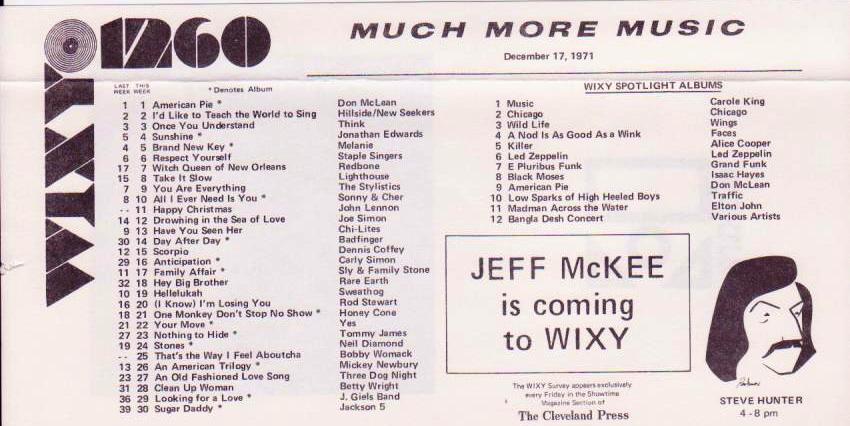 WIXY 1260
MUCH MORE MUSIC
December 17, 1971
LAST WEEK THIS WEEK * Denotes Album
1 1 American Pie * Don McLean
2 2 I'd Like to Teach the World to Sing Hillside/New Seekers
3 3 Once You Understand Think
5 4 Sunshine * Jonathan Edwards
4 5 Brand New Key * Melanie
6 6 Respect Yourself Staple Singers
17 7 Witch Queen of New Orleans Redbone
15 8 Take It Slow Lighthouse
7 9 You Are Everything The Stylistics
8 10 All I Ever Need Is You * Sonny & Cher
-- 11 Happy Christmas John Lennon
14 12 Drowning in the Sea of Love Joe Simon
9 13 Have You Seen Her Chi-Lites
30 14 Day After Day * Badfinger
12 15 Scorpio Dennis Coffey
29 16 Anticipation * Carly Simon
11 17 Family Affair * Sly & Family Stone
32 18 Hey Big Brother Rare Earth
10 19 Hellelukah Sweathog
16 20 (I Know) I'm Losing You Rod Stewart
18 21 One Monkey Don't Stop No Show * Honey Cone
21 22 Your Move * Yes
27 23 Nothing to Hide * Tommy James
19 24 Stones * Neil Diamond
-- 25 That's the Way I Feel Aboutcha Bobby Womack
13 26 An American Trilogy * Mickey Newbury
23 27 An Old Fashioned Love Song Three Dog Night
31 28 Clean Up Woman Betty Wright
36 29 Looking for a Love * J. Giels Band
39 30 Sugar Daddy * Jackson 5
WIXY SPOTLIGHT ALBUMS
1 Music Carole King
2 Chicago Chicago
3 Wild Life Wings
4 A Nod Is As Good As a Wink Faces
5 Killer Alice Cooper
6 Led Zeppelin Led Zeppelin
7 E Pluribus Funk Grand Funk
8 Black Moses Isaac Hayes
9 American Pie Don McLean
10 Low Sparks of High Heeled Boys Traffic
11 Madman Across the Water Elton John
12 Bangla Desh Concert Various Artists
JEFF McKEE
is coming
to WIXY
The WIXY Survey appears exclusively
every Friday in the Showtime
Magazine Section of
The Cleveland Press
STEVE HUNTER
4 - 8 pm